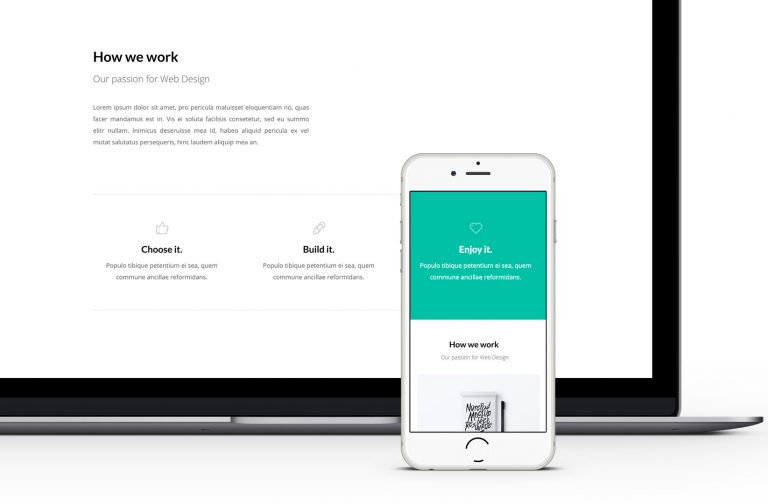 How we work
Our passion for Web Design
Lorem ipsum dolor sit amet, pro pericula maluisset eloquentiam no, quas
facer mandamus est in. Vis ei soluta facilisis consetetur, sed eu summo
elitr nullam. Inimicus deseruisse mea id, habeo aliquid pericula ex vel
mutat salutatus persequeris, hinc laudem aliquip mea an.
Choose it.
Populo tibique petentium ei sea, quem
commune ancillae reformidans.
Build it.
Populo tibique petentium ei sea, quem
commune ancillae reformidans.
Enjoy it.
Populo tibique petentium ei sea, quem
commune ancillae reformidans.
How we work
Our passion for Web Design